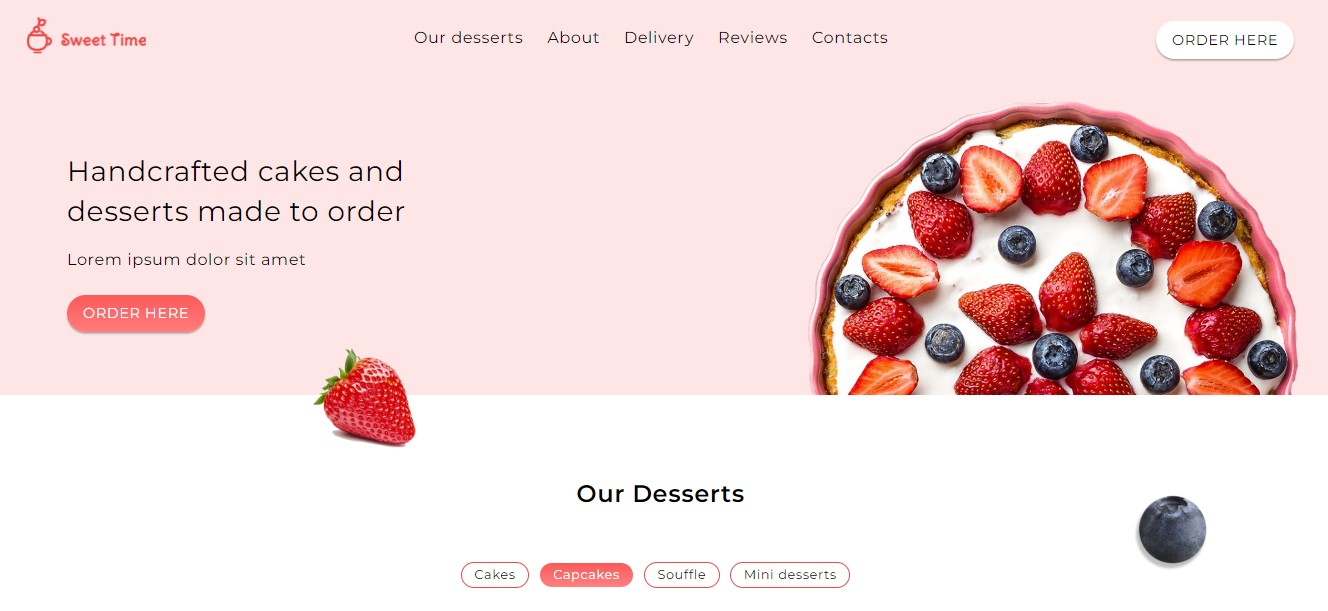 Sweet Time
Our desserts
About
Delivery
Reviews
Contacts
ORDER HERE
Handcrafted cakes and
desserts made to order
Lorem ipsum dolor sit amet
ORDER HERE
Our Desserts
Cakes
Capcakes
Souffle
Mini desserts